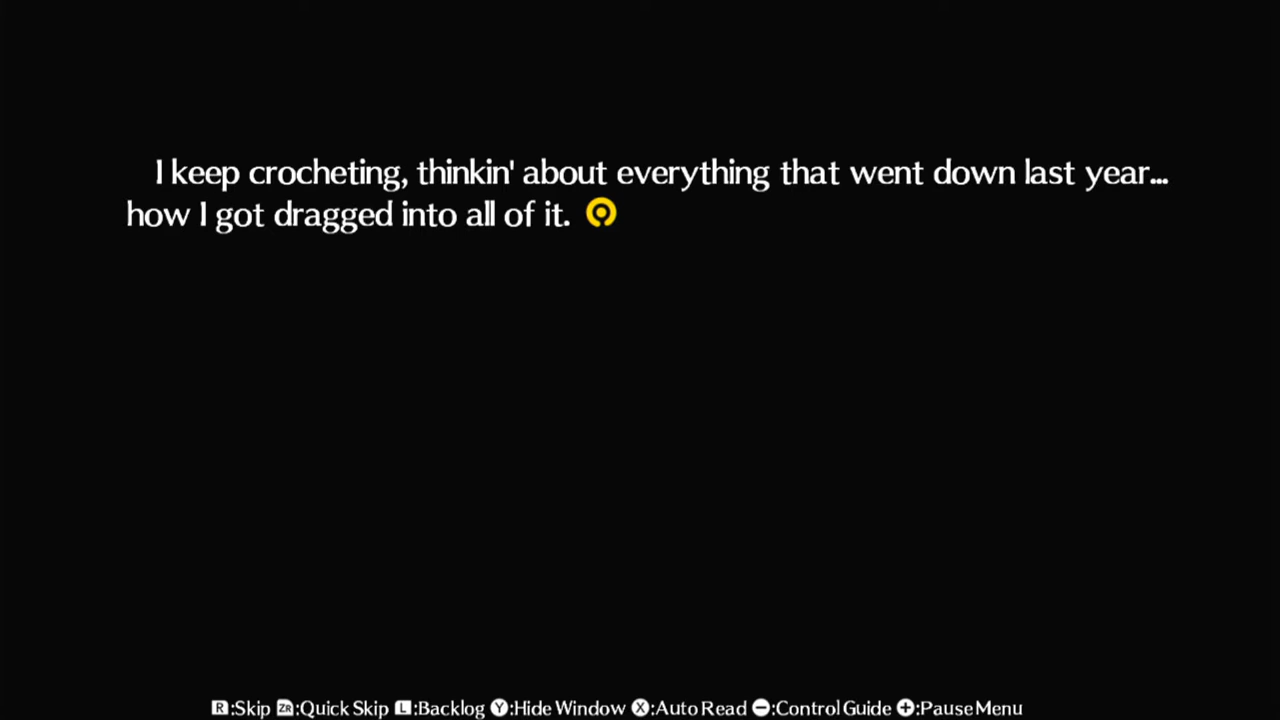 I keep crocheting, thinkin' about everything that went down last year...
how I got dragged into all of it.
R:Skip ZR:Quick Skip L:Backlog Y:Hide Window X:Auto Read −:Control Guide +:Pause Menu